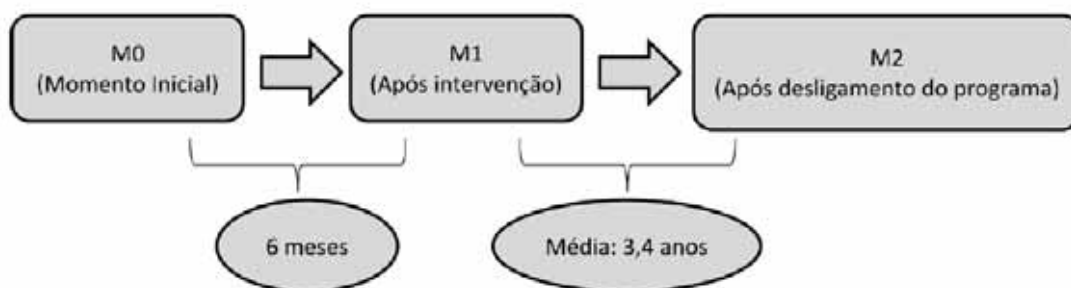 M0
(Momento Inicial)
M1
(Após intervenção)
M2
(Após desligamento do programa)
6 meses
Média: 3,4 anos